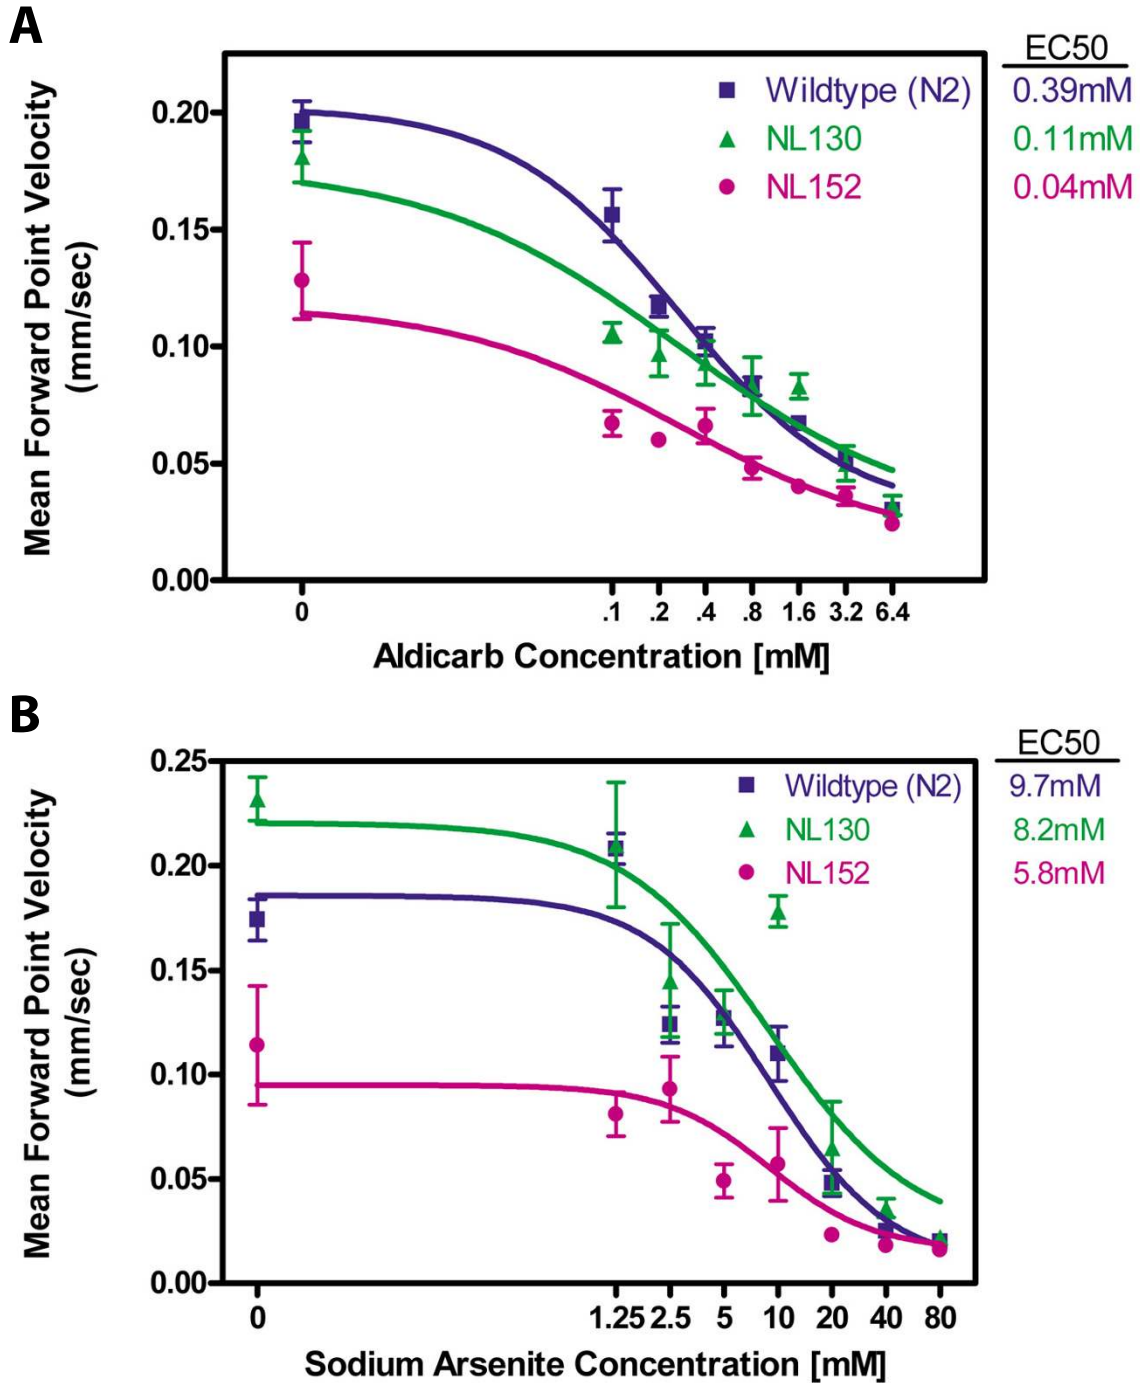 A
EC50
Wildtype (N2) 0.39mM
NL130 0.11mM
NL152 0.04mM
Mean Forward Point Velocity
(mm/sec)
0.20
0.15
0.10
0.05
0.00
0 .1 .2 .4 .8 1.6 3.2 6.4
Aldicarb Concentration [mM]
B
EC50
Wildtype (N2) 9.7mM
NL130 8.2mM
NL152 5.8mM
Mean Forward Point Velocity
(mm/sec)
0.25
0.20
0.15
0.10
0.05
0.00
0 1.25 2.5 5 10 20 40 80
Sodium Arsenite Concentration [mM]